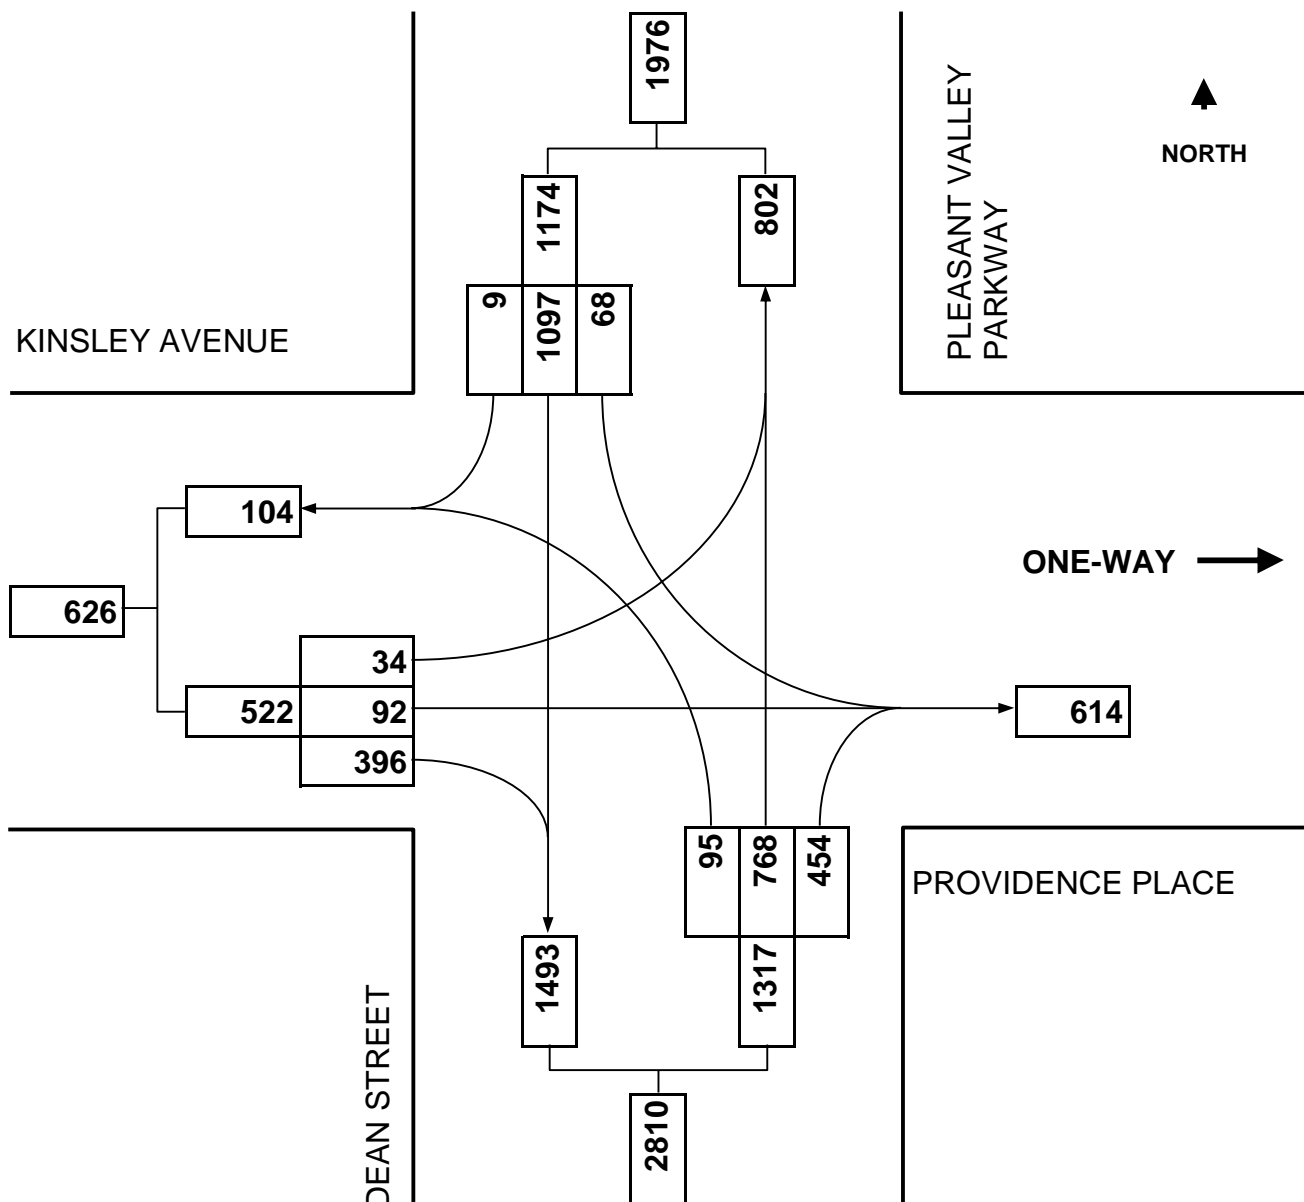 1976
PLEASANT VALLEY
PARKWAY
NORTH
1174
802
9
1097
68
KINSLEY AVENUE
104
ONE-WAY
626
34
522
92
614
396
95
768
454
PROVIDENCE PLACE
1493
1317
DEAN STREET
2810